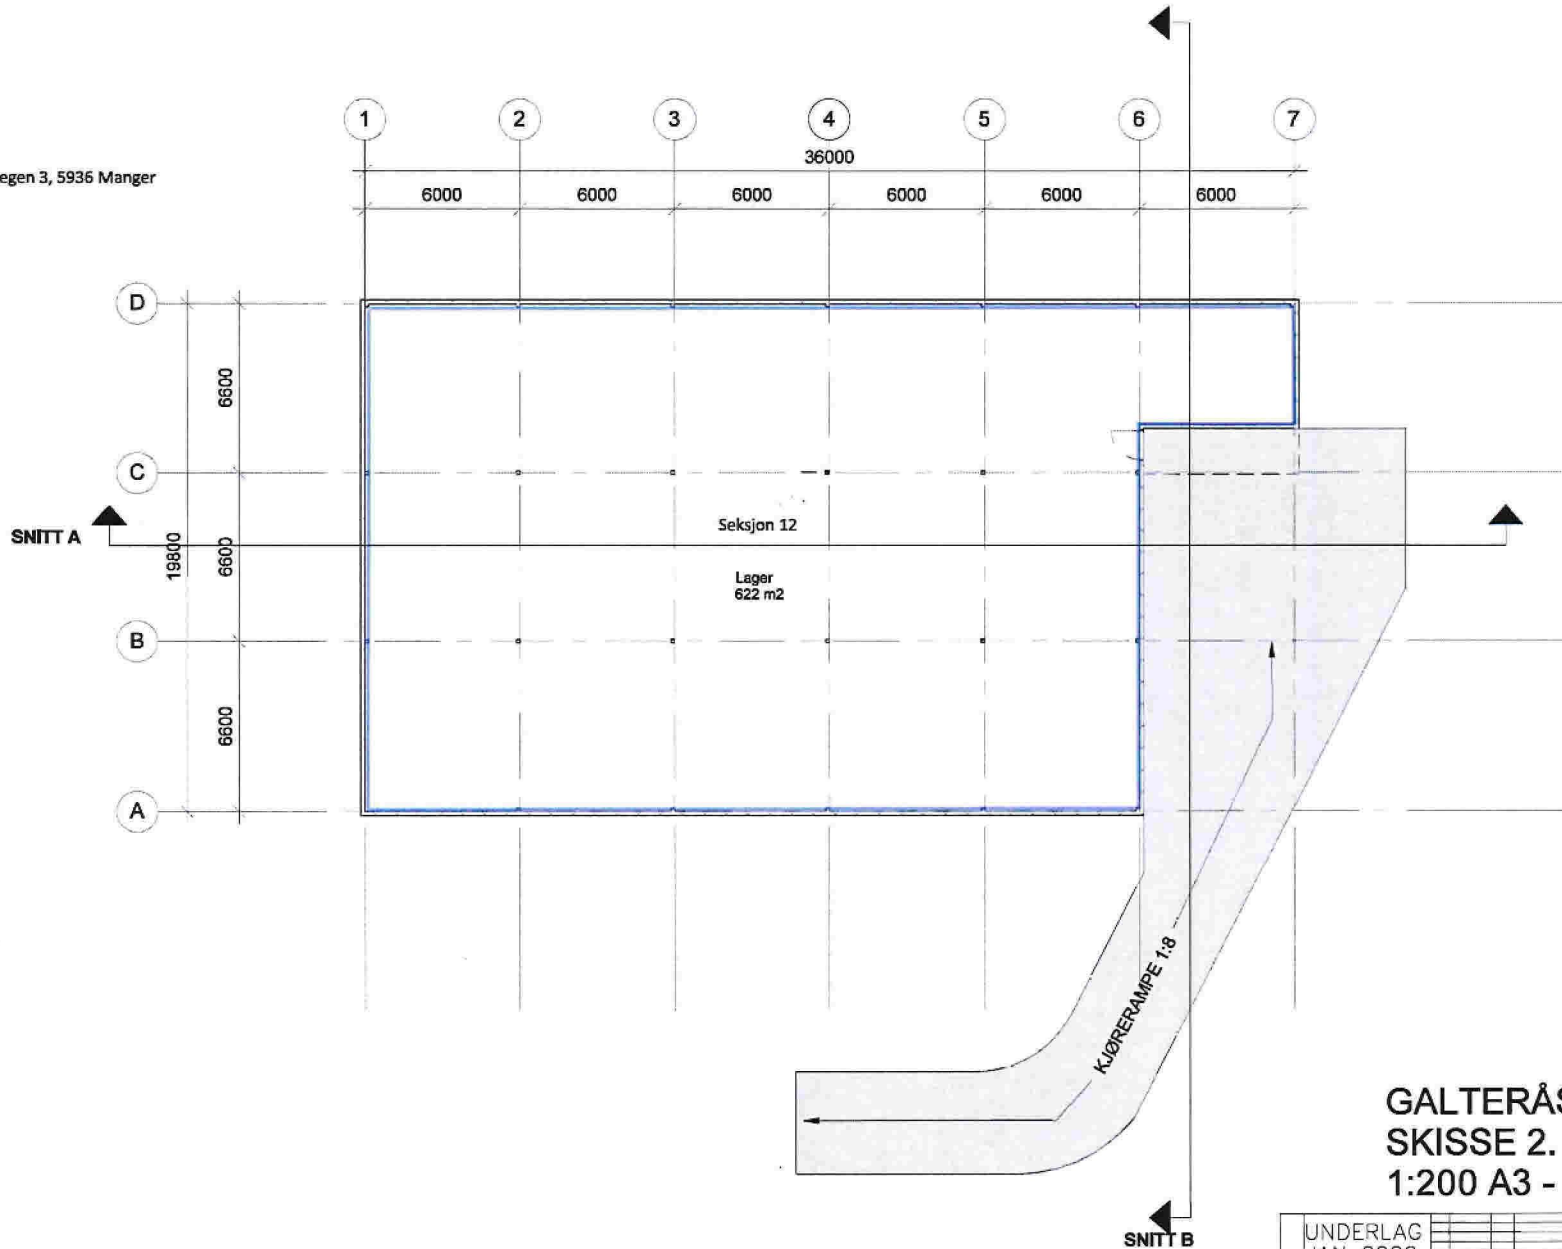 1 2 3 4 5 6 7
36000
egen 3, 5936 Manger
6000 6000 6000 6000 6000 6000
D
6600
C
SNITT A
19800
6600
Seksjon 12
Lager
622 m2
B
6600
A
KJØRERAMPE 1:8
GALTERÅS
SKISSE 2.
1:200 A3 -
SNITT B
UNDERLAG